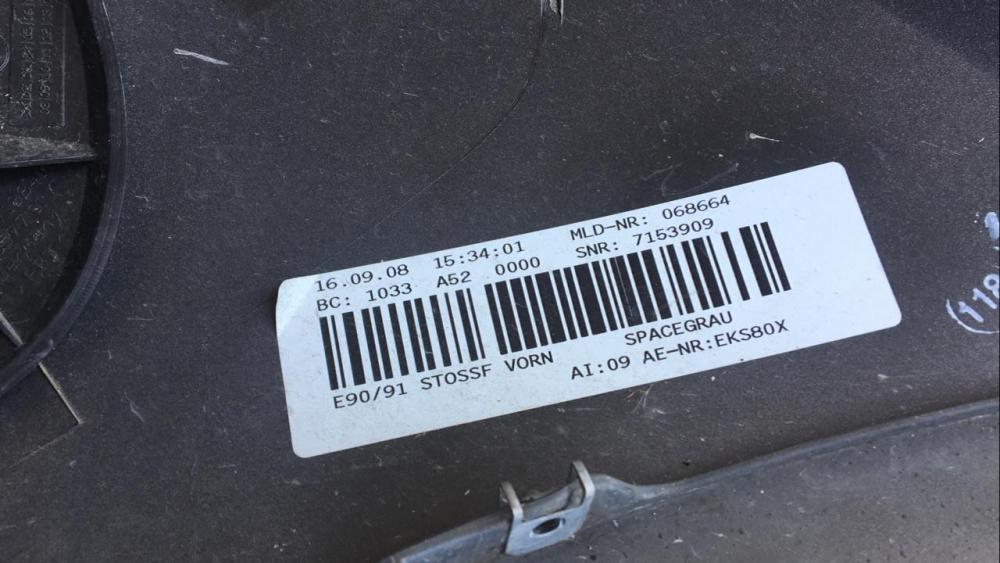 16.09.08 15:34:01 MLD-NR: 068664
BC: 1033 A52 0000 SNR: 7153909
E90/91 STOSSF VORN SPACEGRAU
AI:09 AE-NR:EKS80X
(118